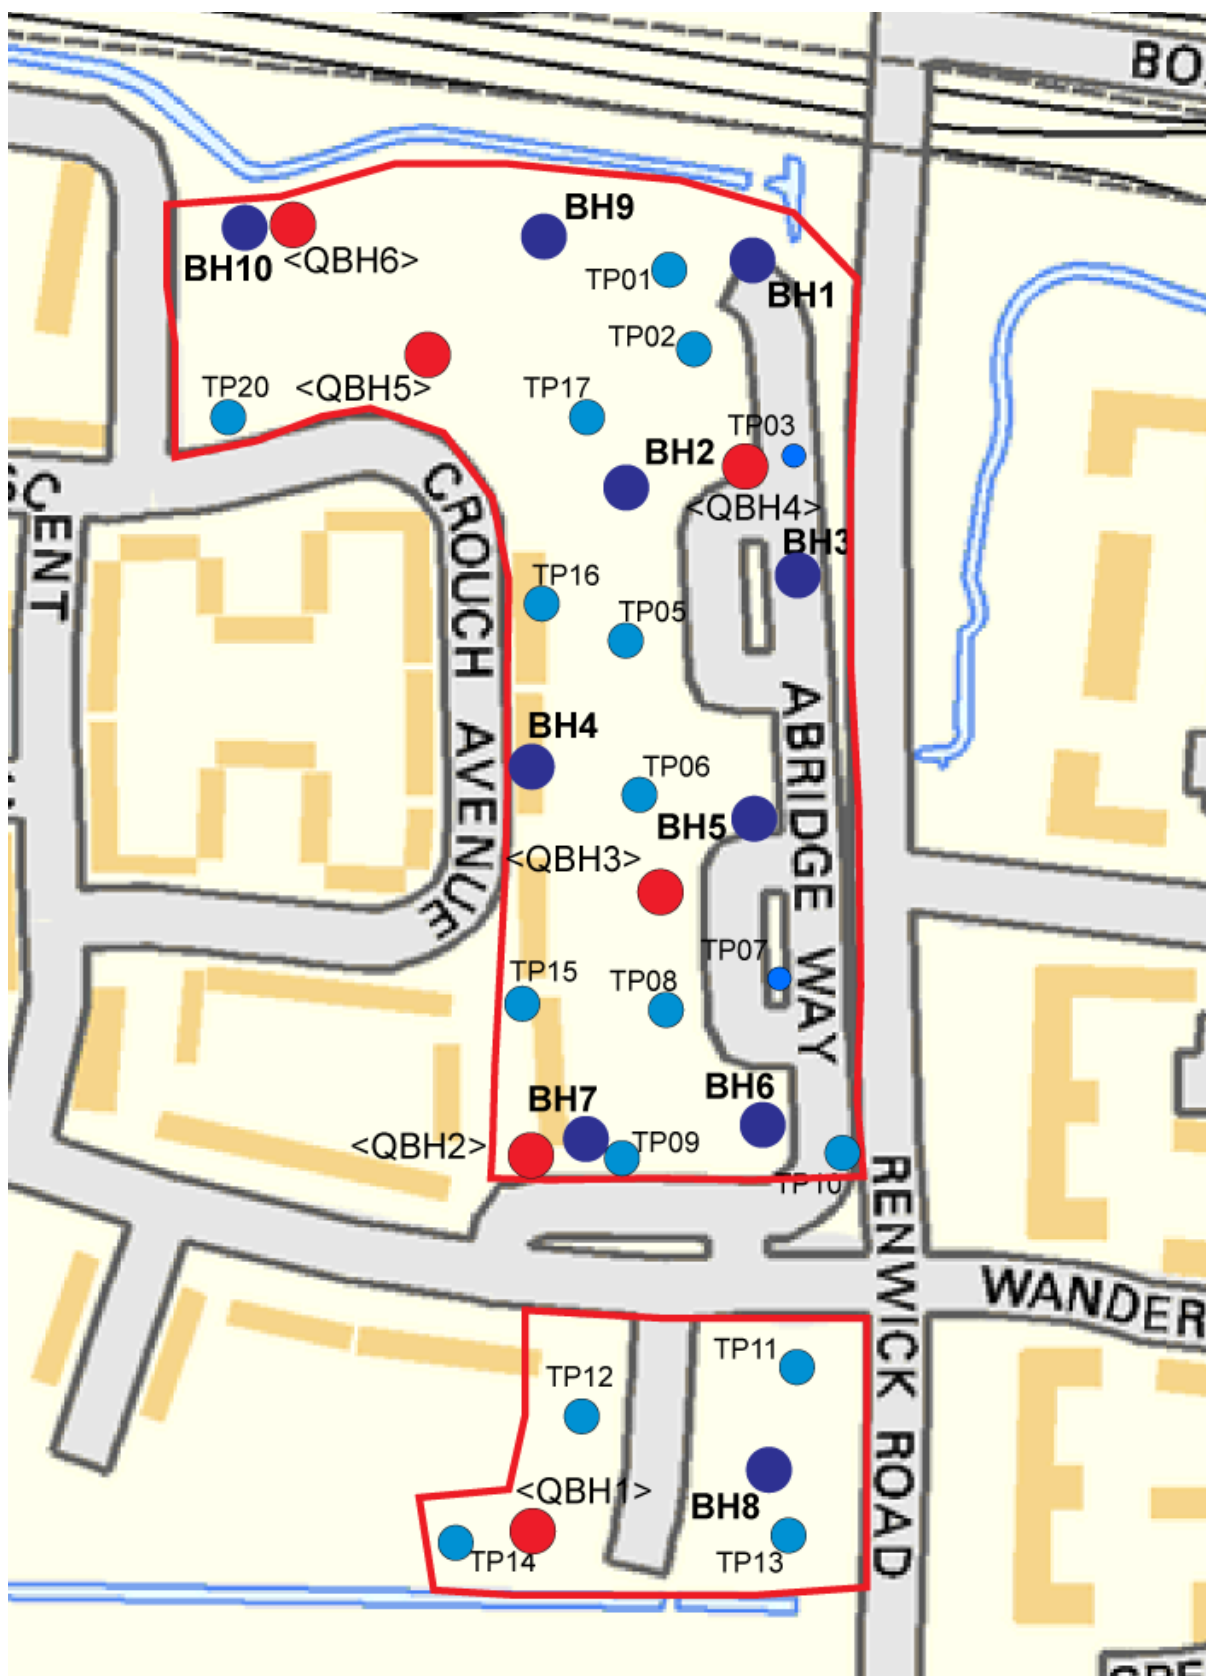 BO
BH9
BH10
<QBH6>
TP01
BH1
TP02
TP20
<QBH5>
TP17
TP03
BH2
<QBH4>
BH3
SCENT
CROUCH AVENUE
TP16
TP05
BH4
ABRIDGE WAY
TP06
BH5
<QBH3>
TP07
TP15
TP08
BH7
BH6
<QBH2>
TP09
TP10
RENWICK ROAD
WANDER
TP11
TP12
<QBH1>
BH8
TP14
TP13